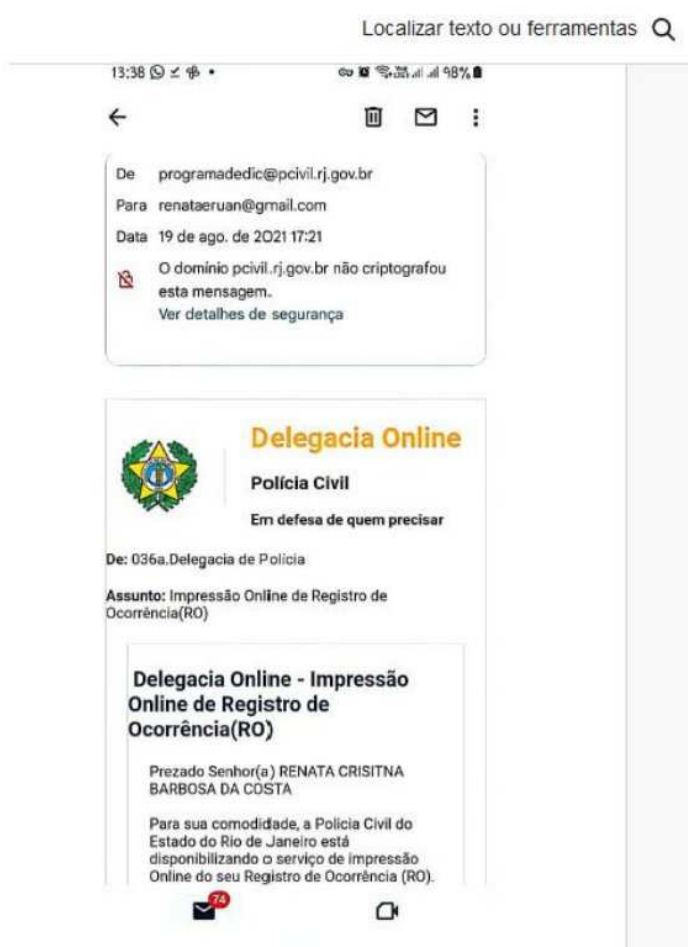 Localizar texto ou ferramentas
13:38 98%
De programadedic@pcivil.rj.gov.br
Para renataeruan@gmail.com
Data 19 de ago. de 2021 17:21
O domínio pcivil.rj.gov.br não criptografou
esta mensagem.
Ver detalhes de segurança
Delegacia Online
Polícia Civil
Em defesa de quem precisar
De: 036a.Delegacia de Polícia
Assunto: Impressão Online de Registro de
Ocorrência(RO)
Delegacia Online - Impressão
Online de Registro de
Ocorrência(RO)
Prezado Senhor(a) RENATA CRISITNA
BARBOSA DA COSTA
Para sua comodidade, a Policia Civil do
Estado do Rio de Janeiro está
disponibilizando o serviço de impressão
Online do seu Registro de Ocorrência (RO).
74